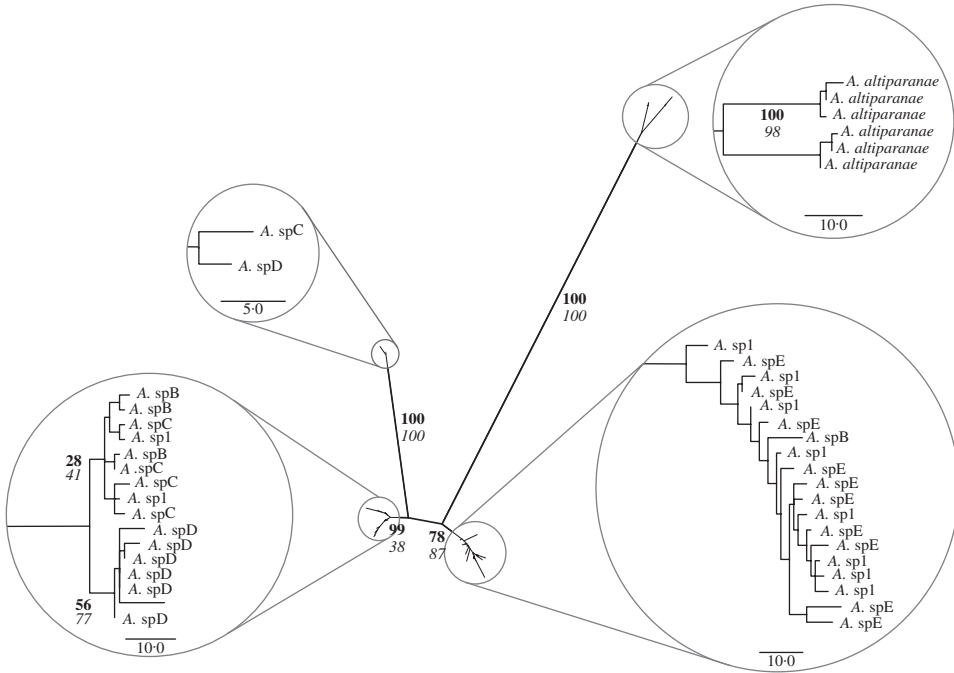 A. altiparanae
A. altiparanae
A. altiparanae
A. altiparanae
A. altiparanae
A. altiparanae
100
98
10·0
A. spC
A. spD
5·0
100
100
100
100
A. spB
A. spB
A. spC
A. sp1
A. spB
A .spC
A. spC
A. sp1
A. spC
28
41
A. spD
A. spD
A. spD
A. spD
A. spD
A. spD
56
77
10·0
99
38
78
87
A. sp1
A. spE
A. sp1
A. spE
A. sp1
A. spE
A. spB
A. sp1
A. spE
A. spE
A. spE
A. sp1
A. spE
A. spE
A. sp1
A. sp1
A. sp1
A. spE
A. spE
10·0